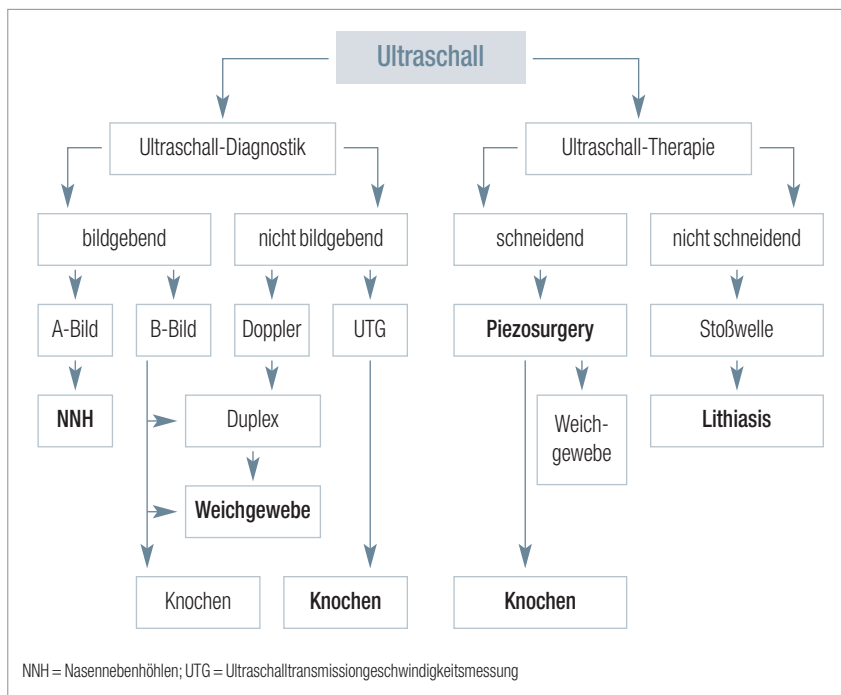 Ultraschall
Ultraschall-Diagnostik
Ultraschall-Therapie
bildgebend
nicht bildgebend
schneidend
nicht schneidend
A-Bild
B-Bild
Doppler
UTG
Piezosurgery
Stoßwelle
NNH
Duplex
Weich-
gewebe
Lithiasis
Weichgewebe
Knochen
Knochen
Knochen
NNH = Nasennebenhöhlen; UTG = Ultraschalltransmissiongeschwindigkeitsmessung